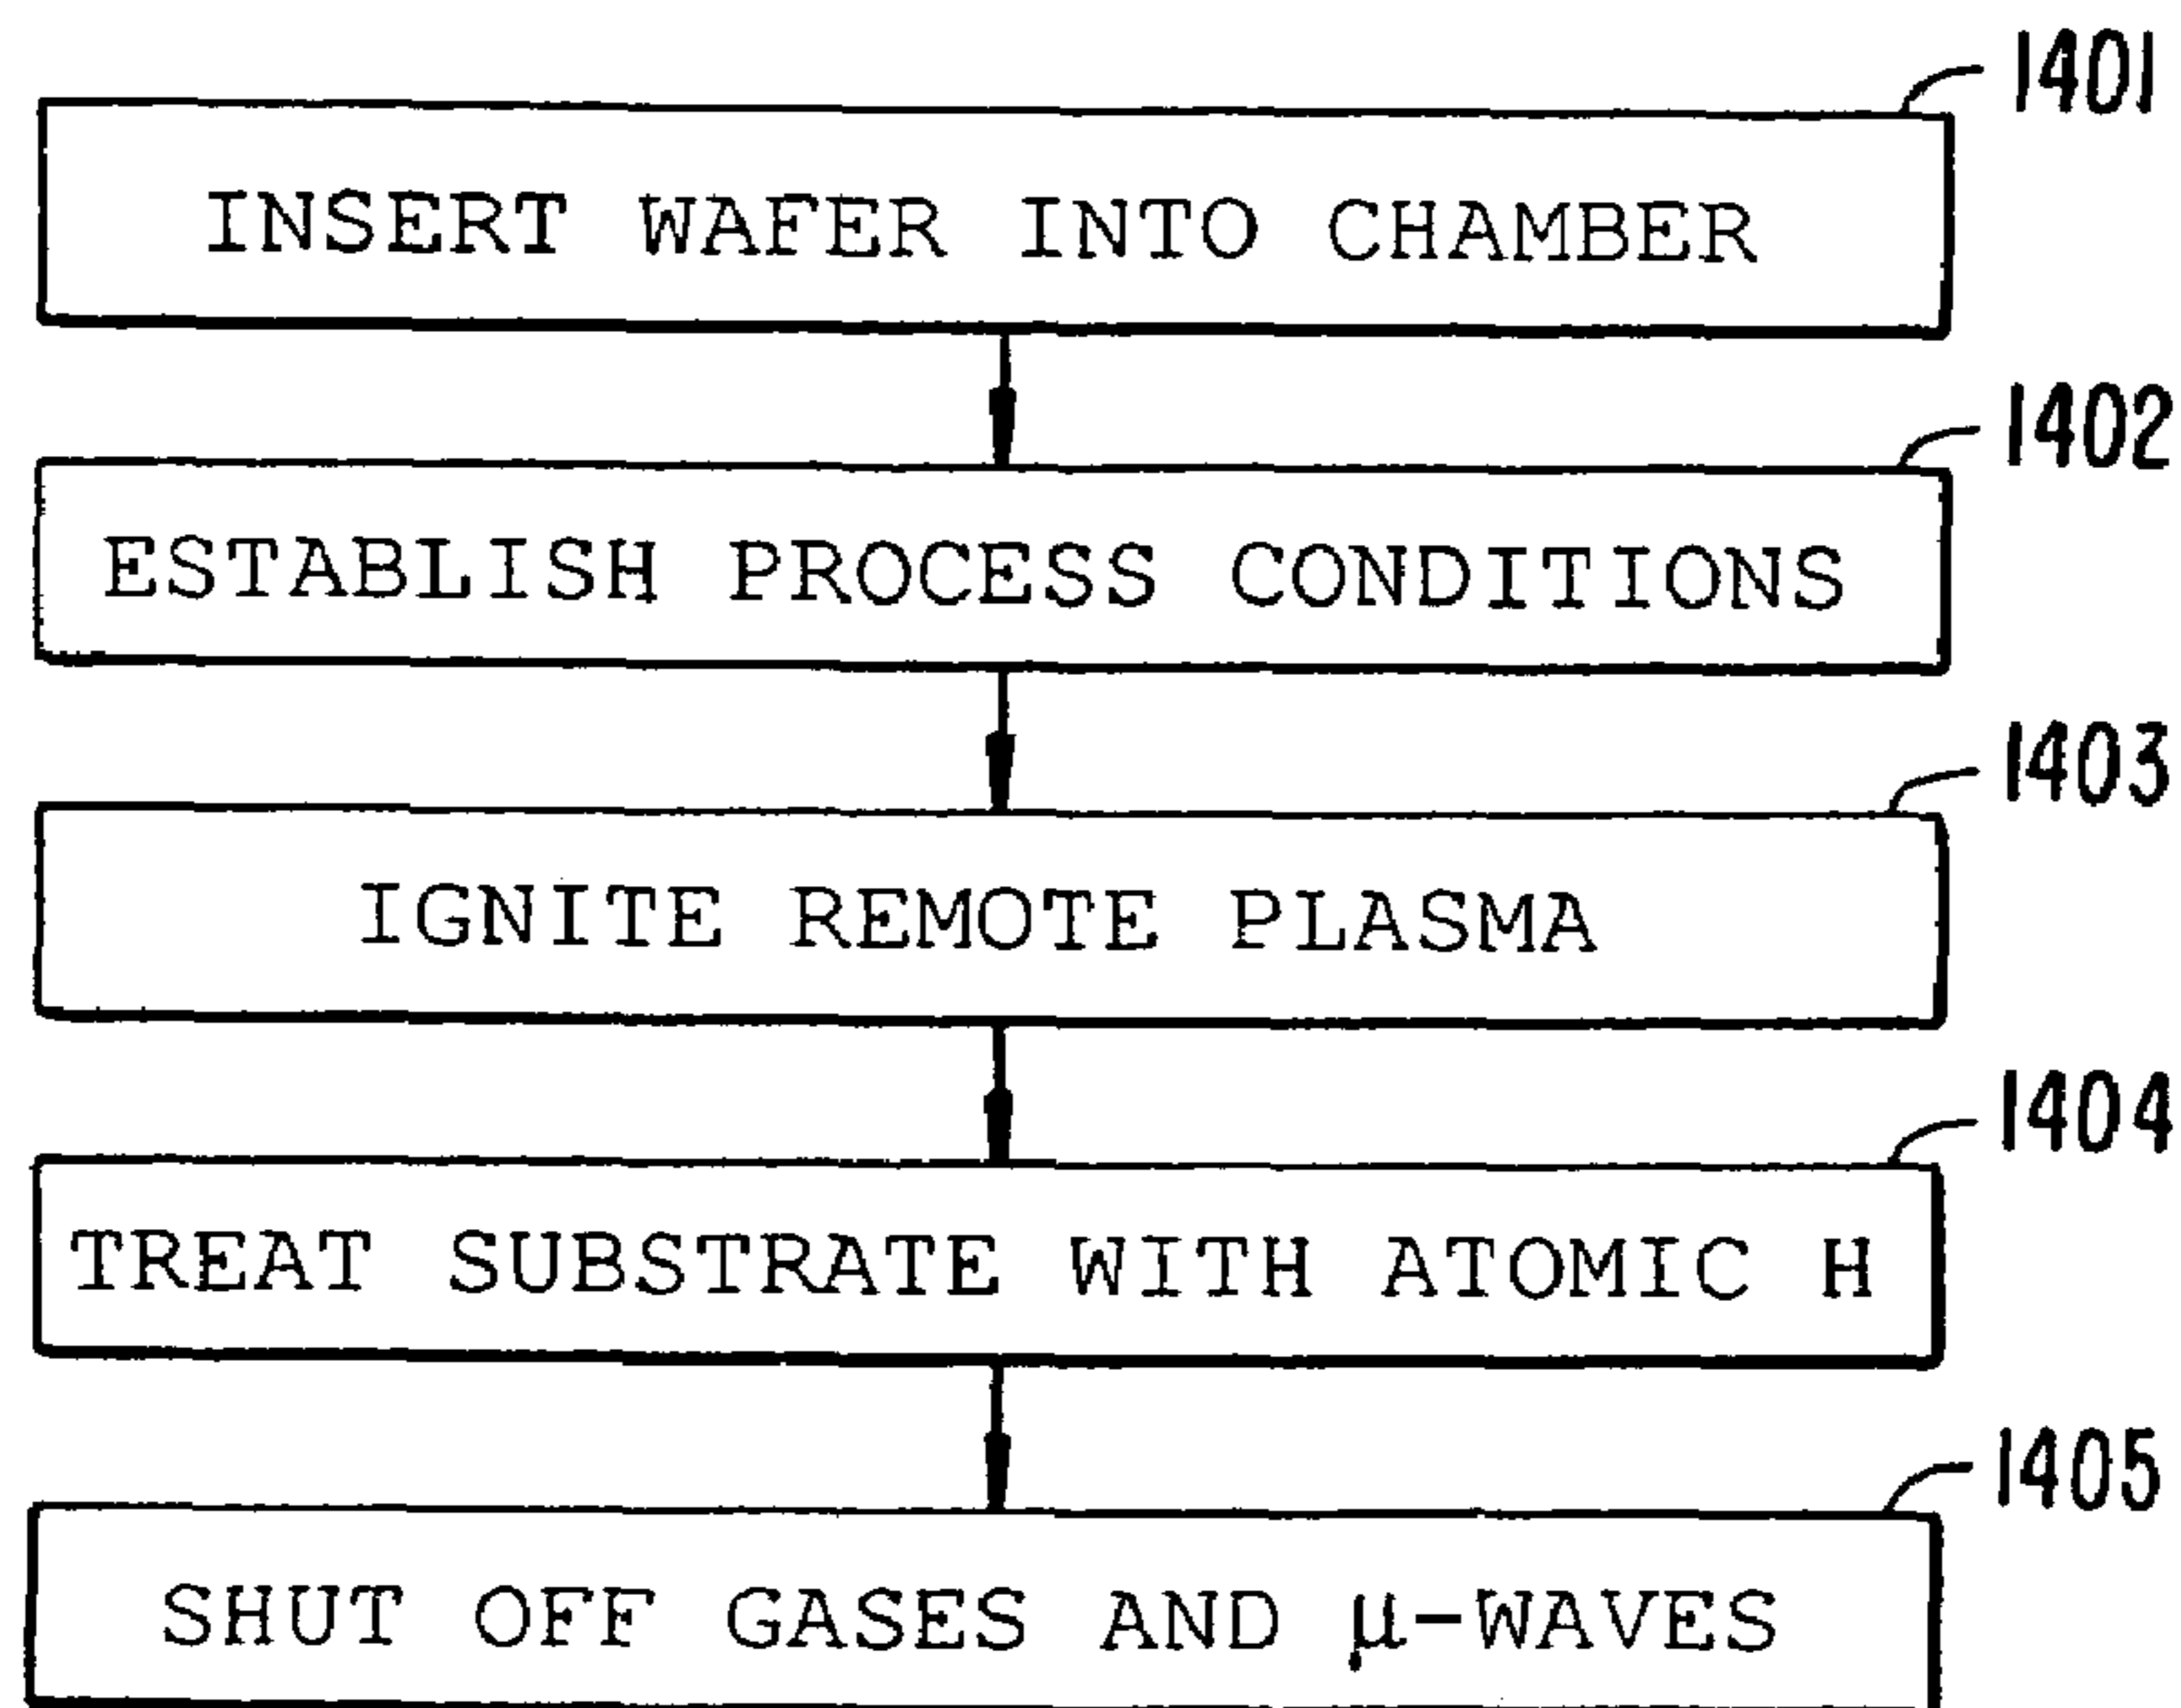 1401
INSERT WAFER INTO CHAMBER
1402
ESTABLISH PROCESS CONDITIONS
1403
IGNITE REMOTE PLASMA
1404
TREAT SUBSTRATE WITH ATOMIC H
1405
SHUT OFF GASES AND μ-WAVES